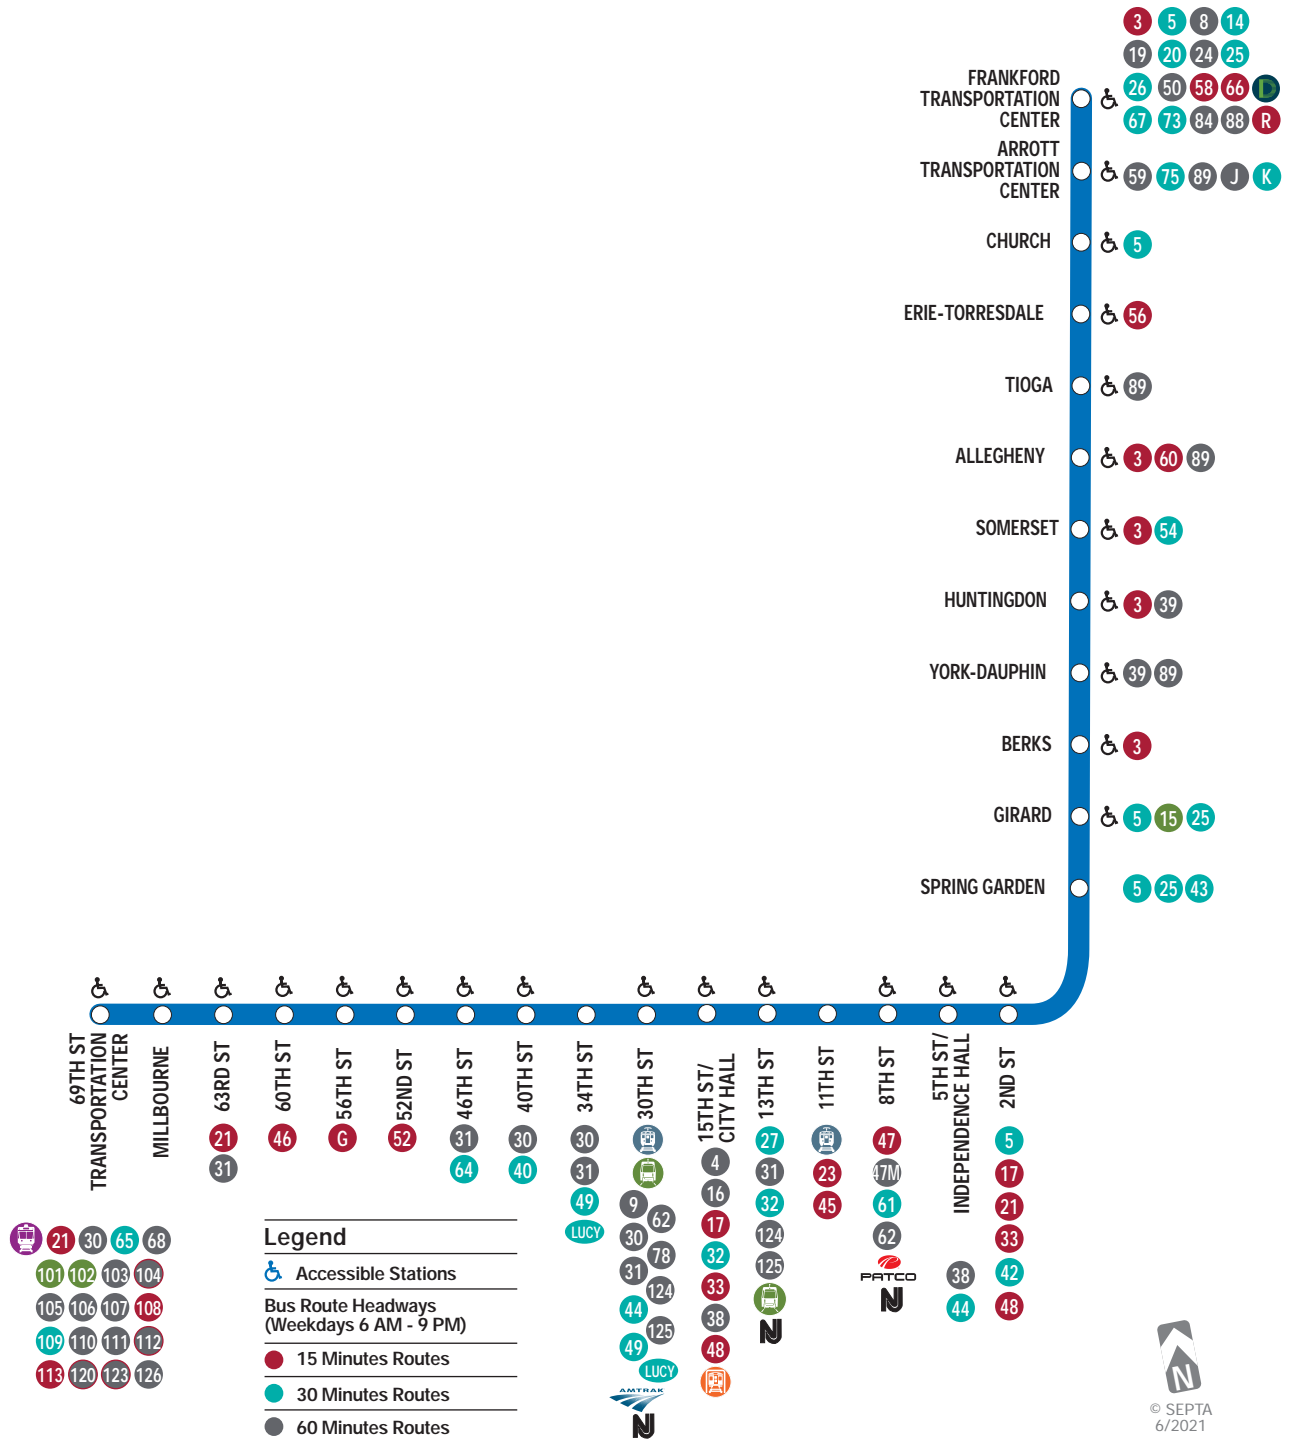 3 5 8 14
19 20 24 25
26 50 58 66 D
67 73 84 88 R
FRANKFORD
TRANSPORTATION
CENTER
ARROTT
TRANSPORTATION
CENTER
59 75 89 J K
CHURCH
5
ERIE-TORRESDALE
56
TIOGA
89
ALLEGHENY
3 60 89
SOMERSET
3 54
HUNTINGDON
3 39
YORK-DAUPHIN
39 89
BERKS
3
GIRARD
5 15 25
SPRING GARDEN
5 25 43
69TH ST
TRANSPORTATION
CENTER
21 30 65 68
101 102 103 104
105 106 107 108
109 110 111 112
113 120 123 126
MILLBOURNE
63RD ST
21
31
60TH ST
46
56TH ST
G
52ND ST
52
46TH ST
31
64
40TH ST
30
40
34TH ST
30
31
49
LUCY
30TH ST
9
62
30
78
31
124
44
125
49
LUCY
AMTRAK
15TH ST/
CITY HALL
4
16
17
32
33
38
48
13TH ST
27
31
32
124
125
11TH ST
23
45
8TH ST
47
47M
61
62
PATCO
5TH ST/
INDEPENDENCE HALL
38
44
2ND ST
5
17
21
33
42
48
Legend
Accessible Stations
Bus Route Headways
(Weekdays 6 AM - 9 PM)
15 Minutes Routes
30 Minutes Routes
60 Minutes Routes
N
© SEPTA
6/2021